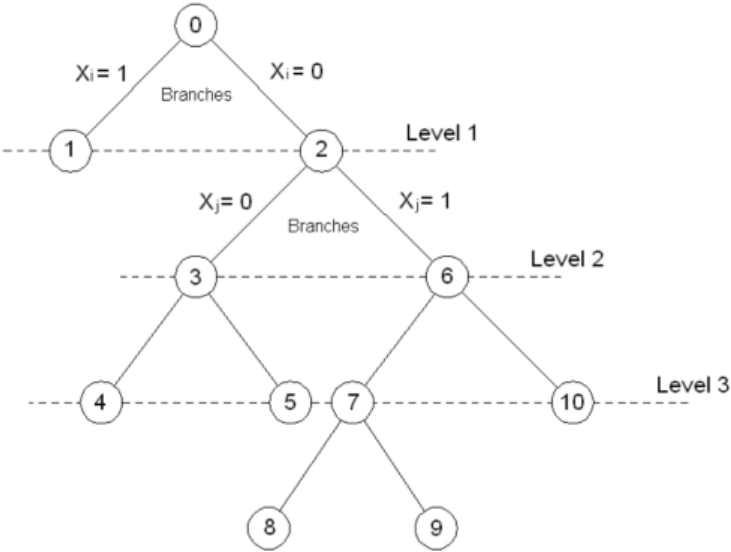 0
Xi = 1
Xi = 0
Branches
1
2
Level 1
Xj = 0
Xj = 1
Branches
3
6
Level 2
4
5
7
10
Level 3
8
9